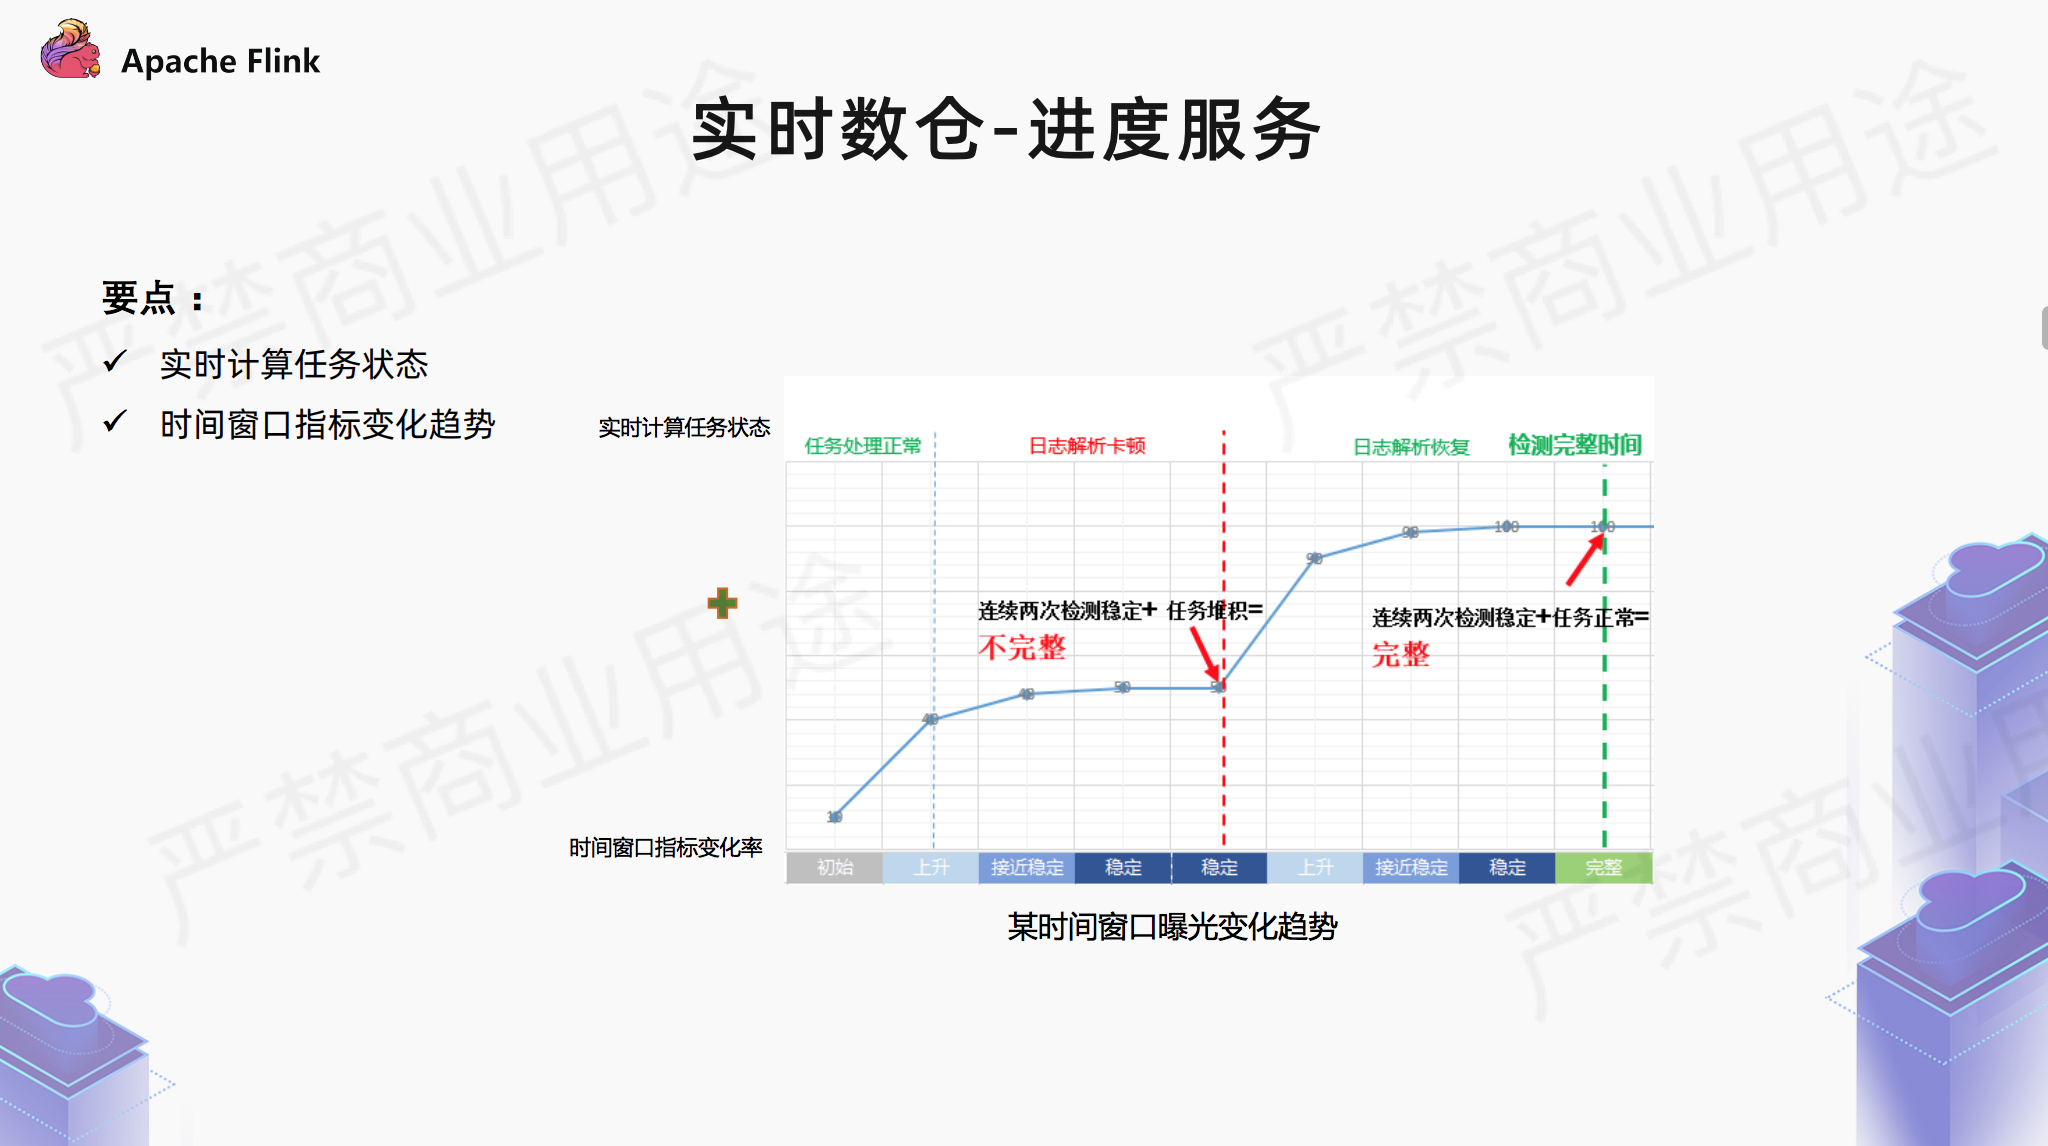 Apache Flink
实时数仓-进度服务
要点：
✓ 实时计算任务状态
✓ 时间窗口指标变化趋势
实时计算任务状态
任务处理正常
日志解析卡顿
日志解析恢复
检测完整时间
10
40
48
50
50
90
98
100
100
连续两次检测稳定+ 任务堆积=
不完整
连续两次检测稳定+任务正常=
完整
时间窗口指标变化率
初始 上升 接近稳定 稳定 稳定 上升 接近稳定 稳定 完整
某时间窗口曝光变化趋势
严禁商业用途
严禁商业用途
严禁商业用途
严禁商业用途